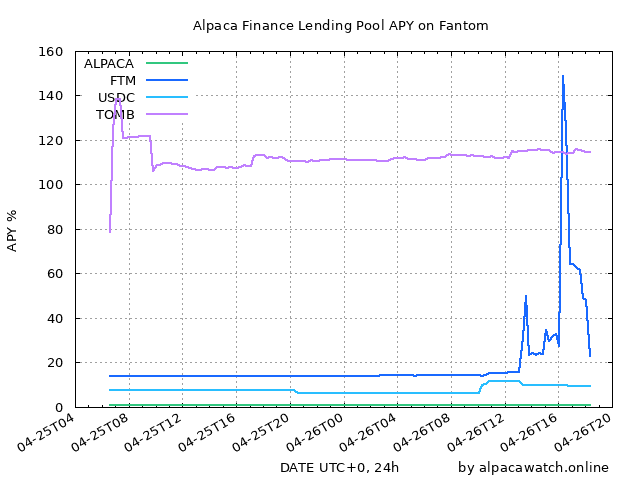 Alpaca Finance Lending Pool APY on Fantom
APY %
160
140
120
100
80
60
40
20
0
ALPACA
FTM
USDC
TOMB
04-25T04
04-25T08
04-25T12
04-25T16
04-25T20
04-26T00
04-26T04
04-26T08
04-26T12
04-26T16
04-26T20
DATE UTC+0, 24h
by alpacawatch.online